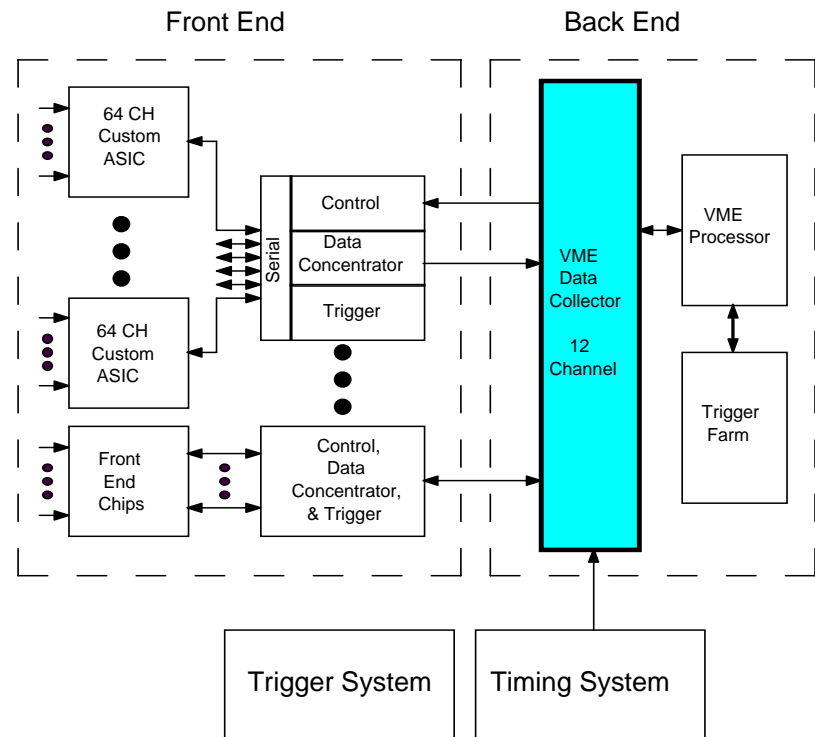 Front End
Back End
64 CH
Custom
ASIC
Serial
Control
Data
Concentrator
Trigger
64 CH
Custom
ASIC
Front
End
Chips
Control,
Data
Concentrator,
& Trigger
VME
Data
Collector
12
Channel
VME
Processor
Trigger
Farm
Trigger System
Timing System